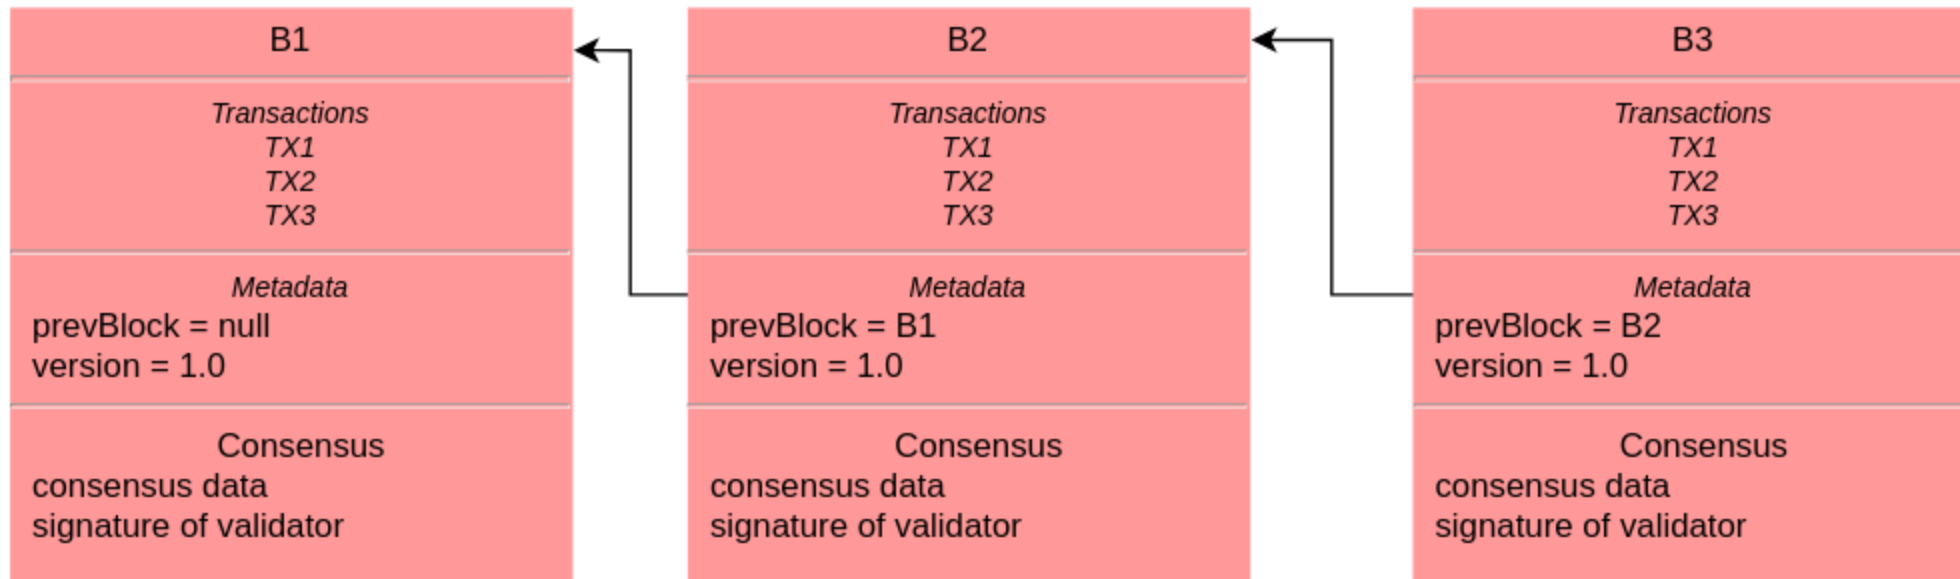 B1
Transactions
TX1
TX2
TX3
Metadata
prevBlock = null
version = 1.0
Consensus
consensus data
signature of validator
B2
Transactions
TX1
TX2
TX3
Metadata
prevBlock = B1
version = 1.0
Consensus
consensus data
signature of validator
B3
Transactions
TX1
TX2
TX3
Metadata
prevBlock = B2
version = 1.0
Consensus
consensus data
signature of validator